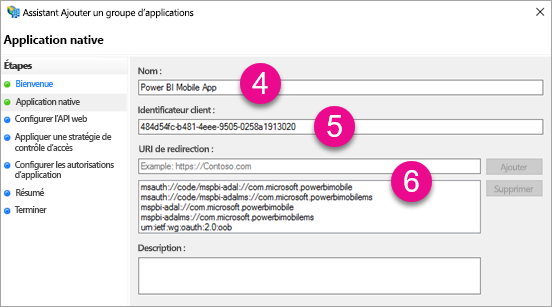 Assistant Ajouter un groupe d'applications
Application native
Étapes
Bienvenue
Application native
Configurer l'API web
Appliquer une stratégie de
contrôle d'accès
Configurer les autorisations
d'application
Résumé
Terminer
Nom :
4
Power BI Mobile App
Identificateur client :
5
484d54fc-b481-4eee-9505-0258a1913020
URI de redirection :
6
Example: https://Contoso.com
Ajouter
msauth://code/mspbi-adal://com.microsoft.powerbimobile
msauth://code/mspbi-adalms://com.microsoft.powerbimobilems
mspbi-adal://com.microsoft.powerbimobile
mspbi-adalms://com.microsoft.powerbimobilems
urn:ietf:wg:oauth:2.0:oob
Supprimer
Description :